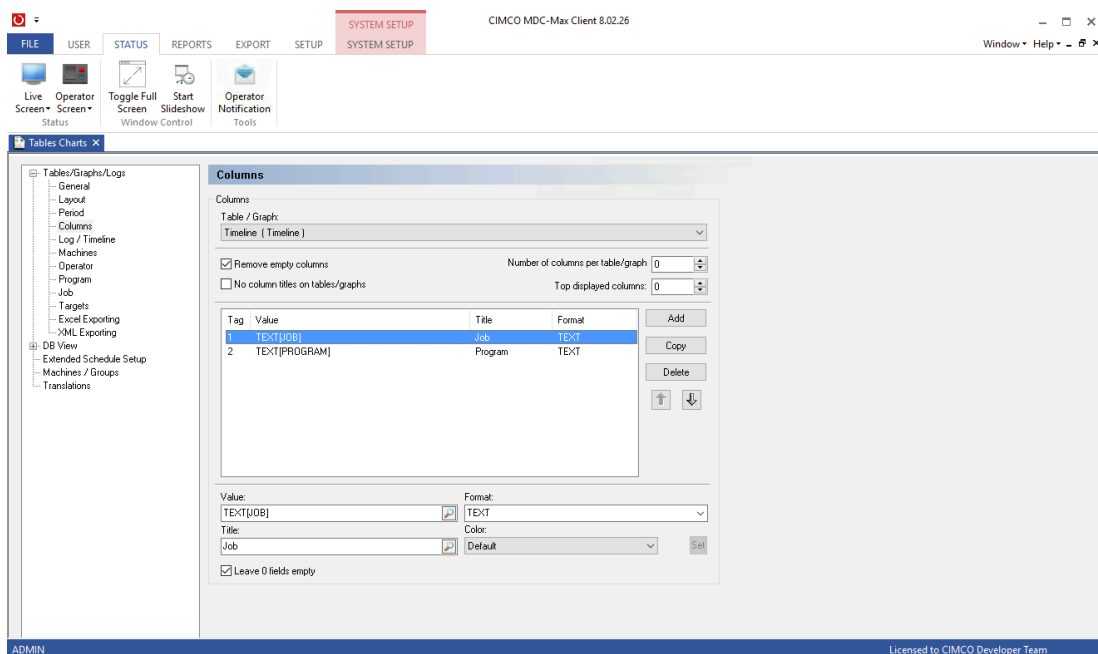 SYSTEM SETUP
CIMCO MDC-Max Client 8.02.26
FILE USER STATUS REPORTS EXPORT SETUP SYSTEM SETUP Window Help
Live Screen
Operator Screen
Toggle Full Screen
Start Slideshow
Operator Notification
Status Window Control Tools
Tables Charts
Tables/Graphs/Logs
General
Layout
Period
Columns
Log / Timeline
Machines
Operator
Program
Job
Targets
Excel Exporting
XML Exporting
DB View
Extended Schedule Setup
Machines / Groups
Translations
Columns
Columns
Table / Graph:
Timeline ( Timeline )
Remove empty columns Number of columns per table/graph 0
No column titles on tables/graphs Top displayed columns: 0
Tag Value Title Format
1 TEXT[JOB] Job TEXT
2 TEXT[PROGRAM] Program TEXT
Add
Copy
Delete
Value: Format:
TEXT[JOB] TEXT
Title: Color:
Job Default Set
Leave 0 fields empty
ADMIN Licensed to CIMCO Developer Team